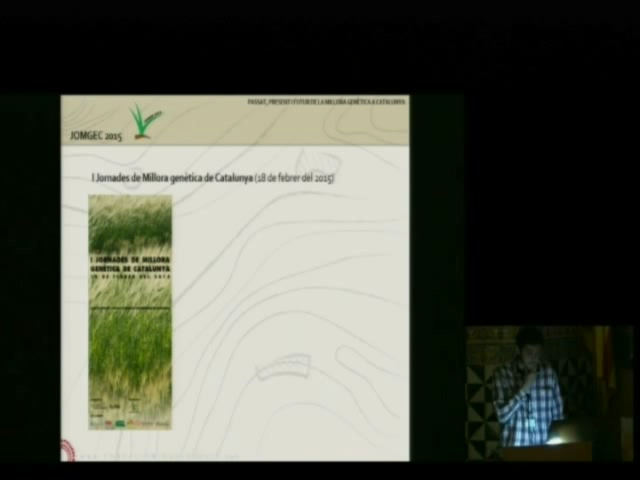 PASSAT, PRESENT I FUTUR DE LA MILLORA GENÈTICA A CATALUNYA
JOMGEC 2015
I Jornades de Millora genètica de Catalunya (18 de febrer del 2015)
I JORNADES DE MILLORA
GENÈTICA DE CATALUNYA